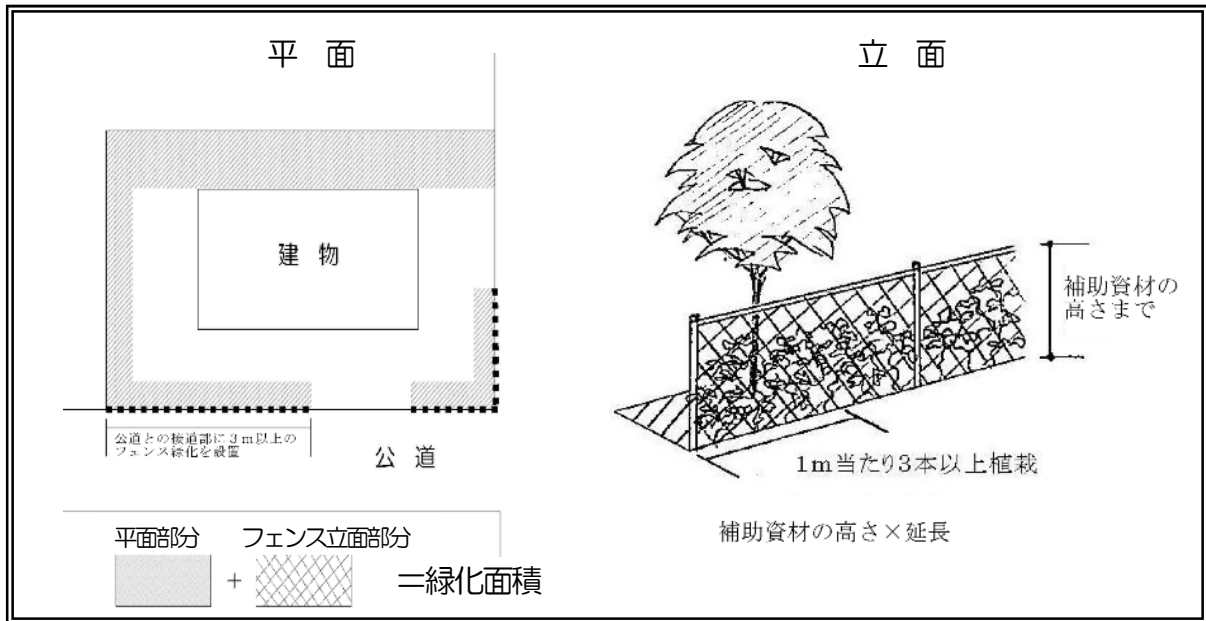 平面
建物
公道との接道部に3m以上の
フェンス緑化を設置
公道
平面部分 フェンス立面部分
+ =緑化面積
立面
補助資材の
高さまで
1m当たり3本以上植栽
補助資材の高さ×延長